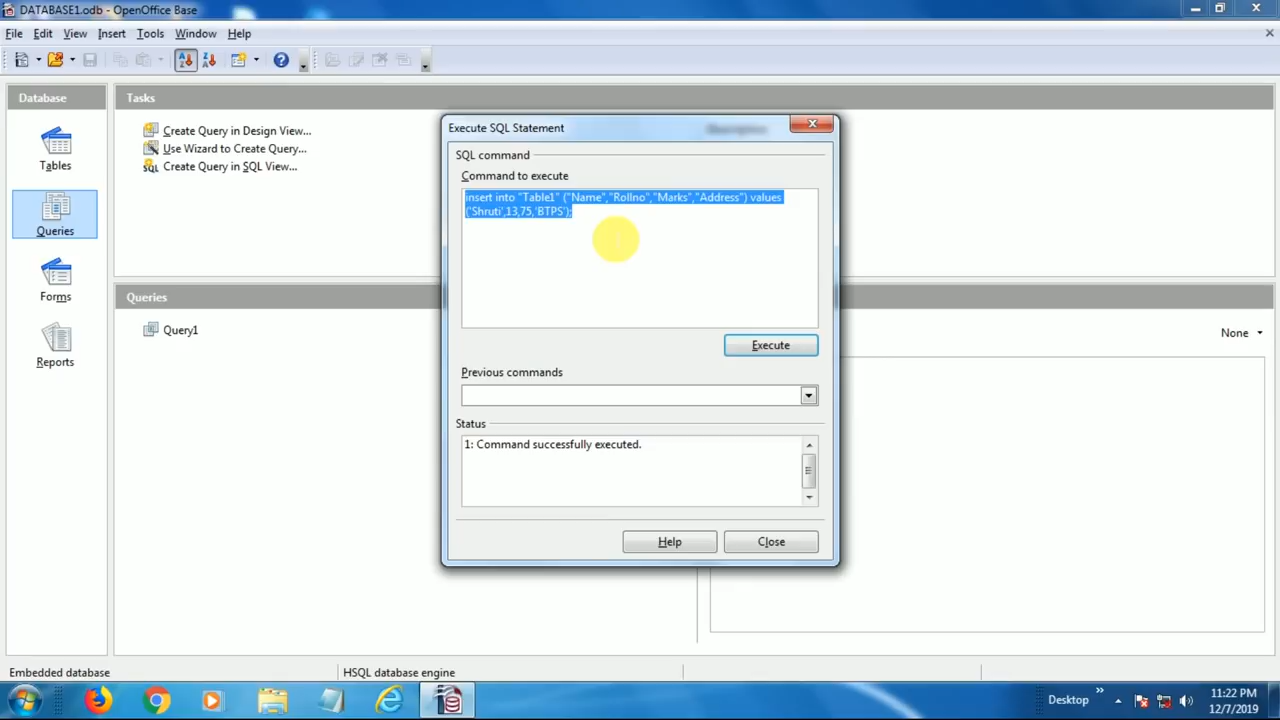 DATABASE1.odb - OpenOffice Base
File Edit View Insert Tools Window Help
Database
Tables
Queries
Forms
Reports
Tasks
Create Query in Design View...
Use Wizard to Create Query...
Create Query in SQL View...
Queries
Query1
None
Execute SQL Statement
SQL command
Command to execute
insert into "Table1" ("Name","Rollno","Marks","Address") values
('Shruti',13,75,'BTPS');
Execute
Previous commands
Status
1: Command successfully executed.
Help Close
Embedded database HSQL database engine
Desktop
11:22 PM
12/7/2019